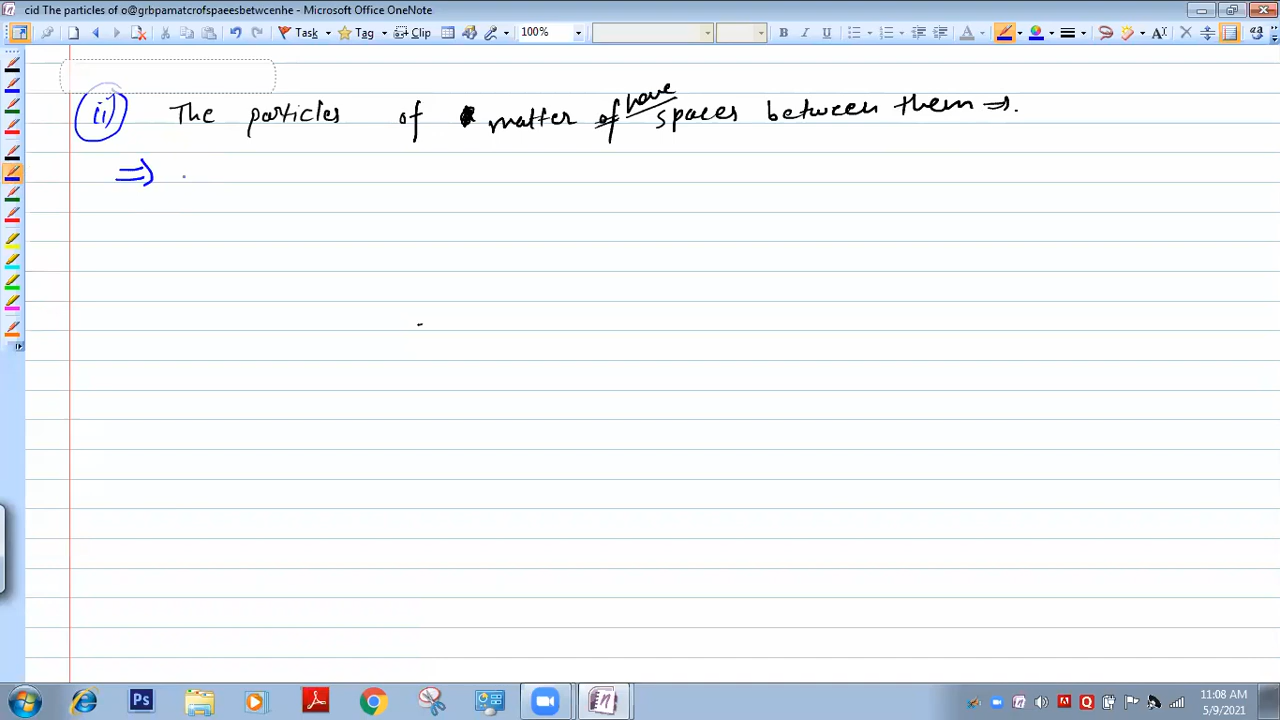 cid The particles of o@grbpamatcrofspaeesbetwcenhe - Microsoft Office OneNote
Task Tag Clip 100% B I U
(ii) The particles of matter of have spaces between them ⇒.
⇒
Ps
11:08 AM
5/9/2021